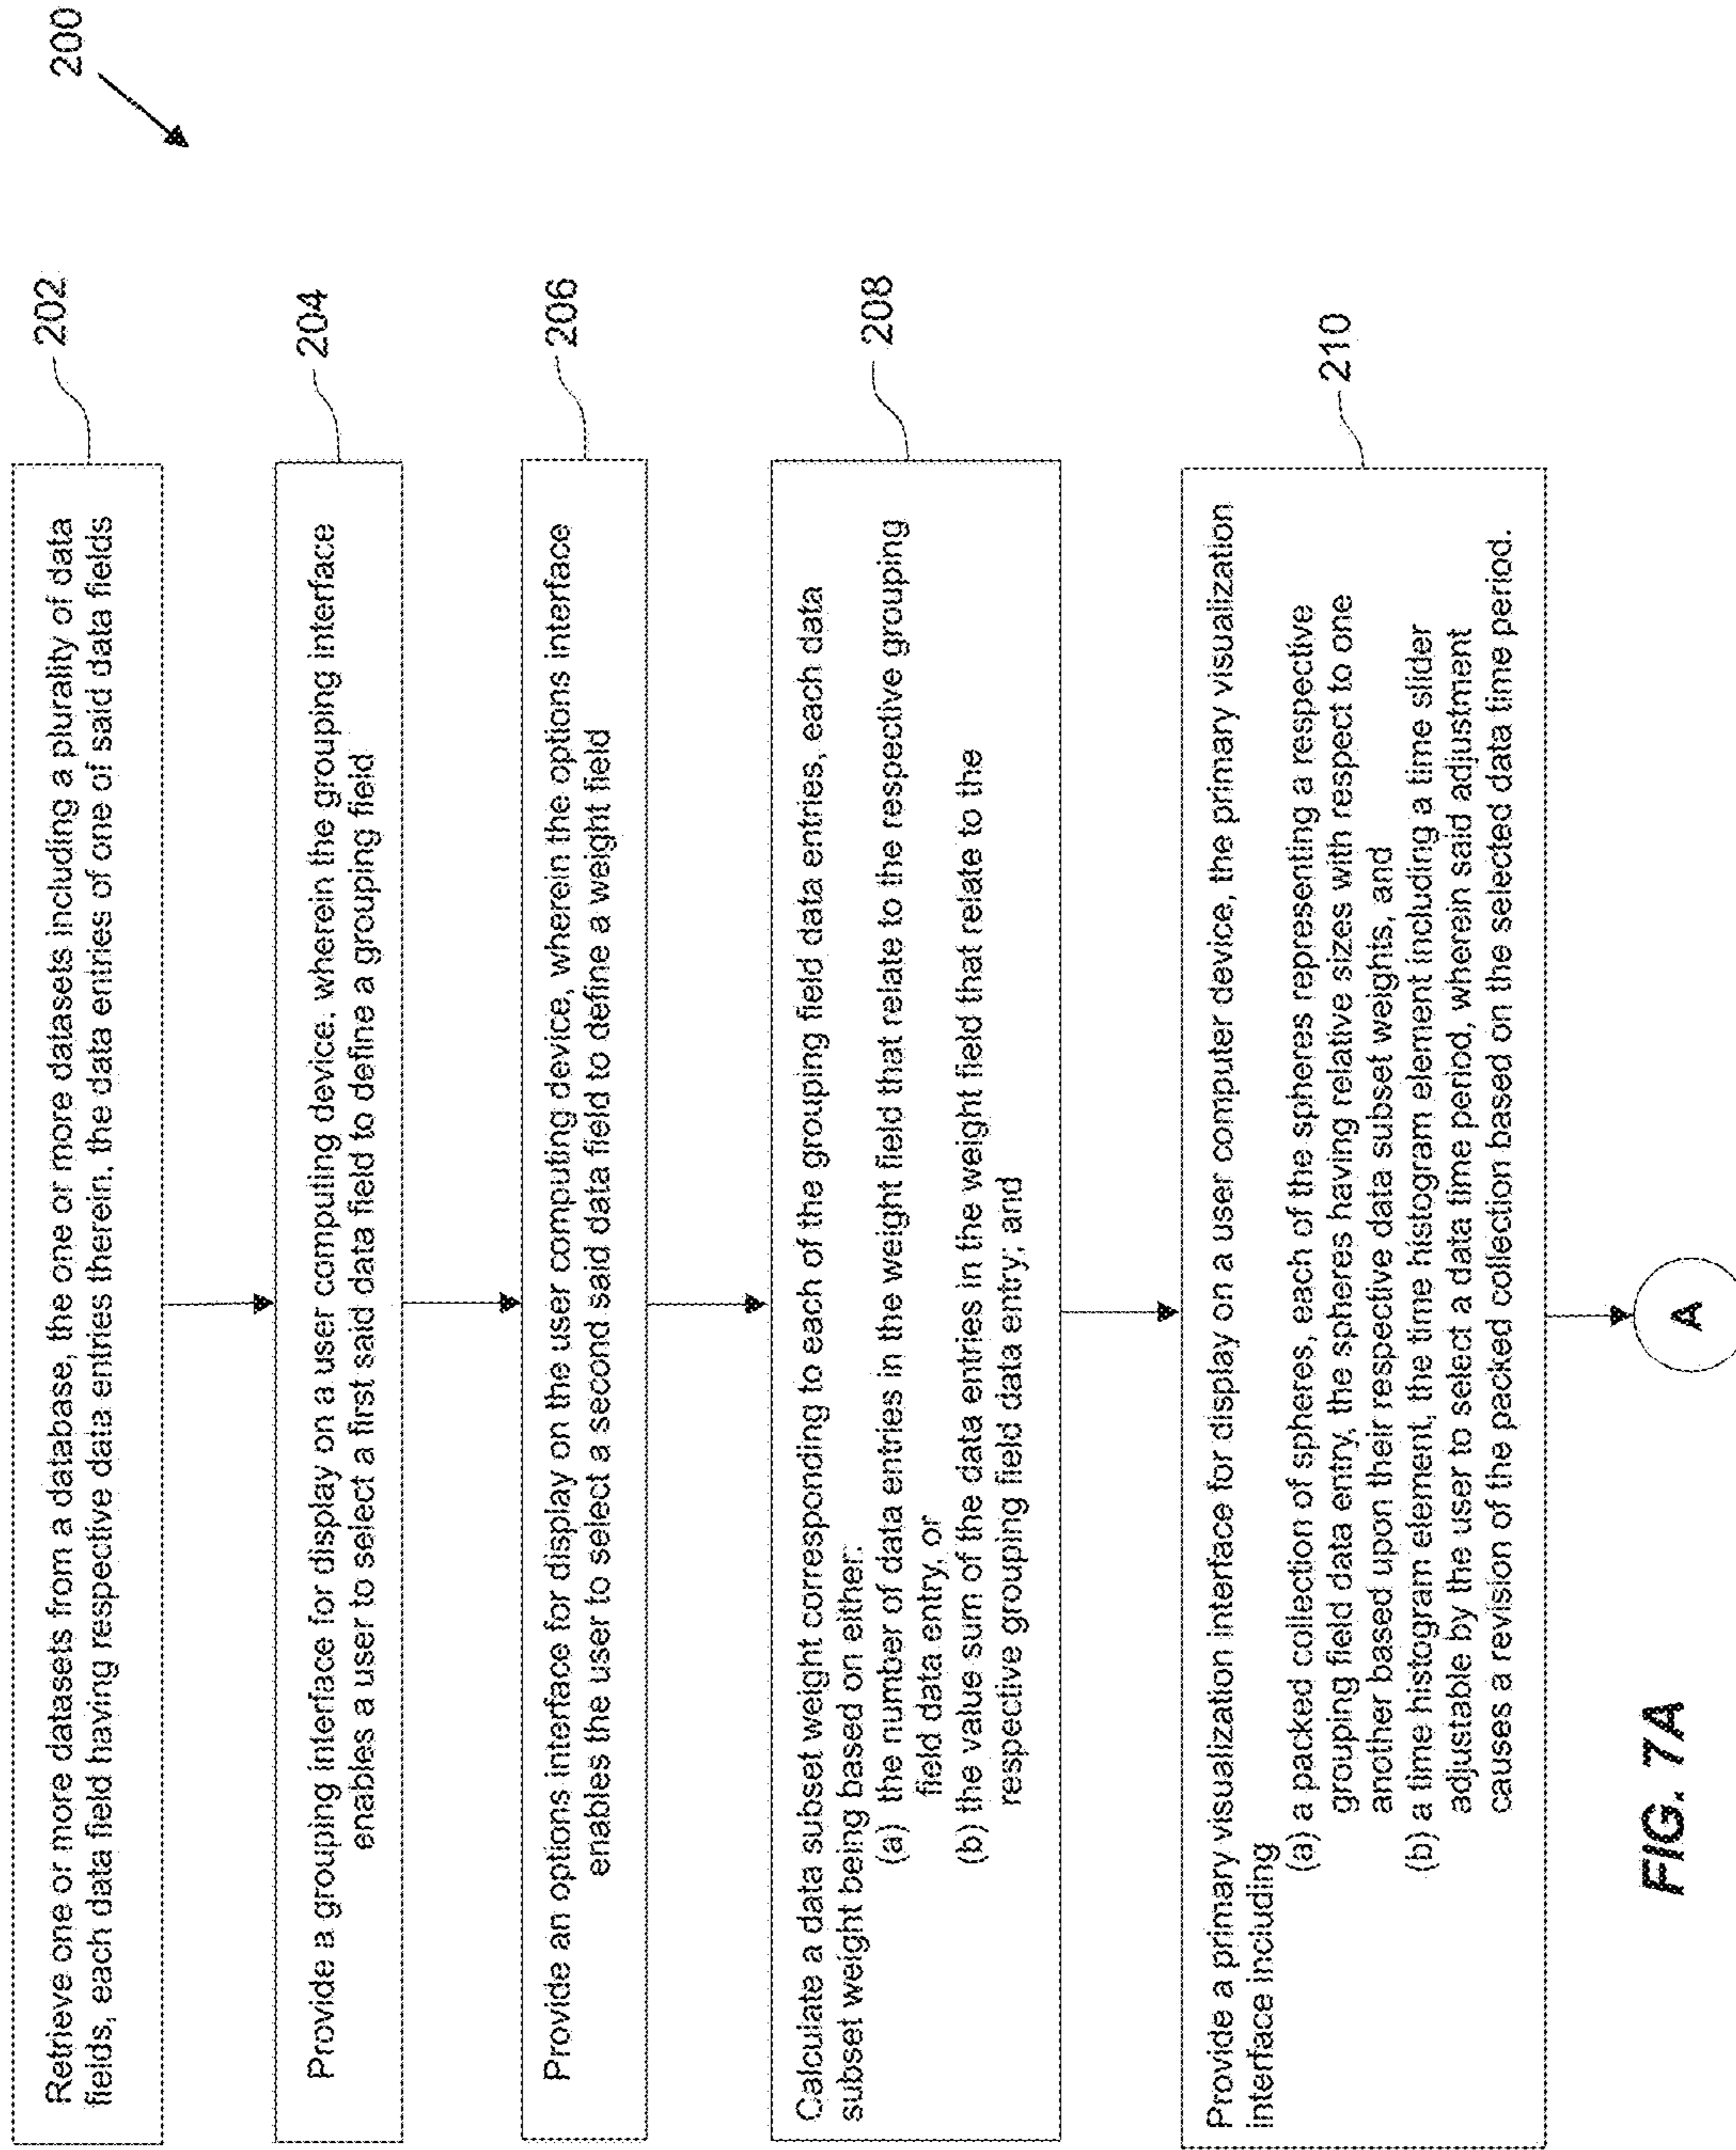 200
202
Retrieve one or more datasets from a database, the one or more datasets including a plurality of data
fields, each data field having respective data entries therein, the data entries of one of said data fields
204
Provide a grouping interface for display on a user computing device, wherein the grouping interface
enables a user to select a first said data field to define a grouping field
206
Provide an options interface for display on the user computing device, wherein the options interface
enables the user to select a second said data field to define a weight field
208
Calculate a data subset weight corresponding to each of the grouping field data entries, each data
subset weight being based on either:
(a) the number of data entries in the weight field that relate to the respective grouping
field data entry, or
(b) the value sum of the data entries in the weight field that relate to the
respective grouping field data entry; and
210
Provide a primary visualization interface for display on a user computer device, the primary visualization
interface including
(a) a packed collection of spheres, each of the spheres representing a respective
grouping field data entry, the spheres having relative sizes with respect to one
another based upon their respective data subset weights, and
(b) a time histogram element, the time histogram element including a time slider
adjustable by the user to select a data time period, wherein said adjustment
causes a revision of the packed collection based on the selected data time period.
A
FIG. 7A